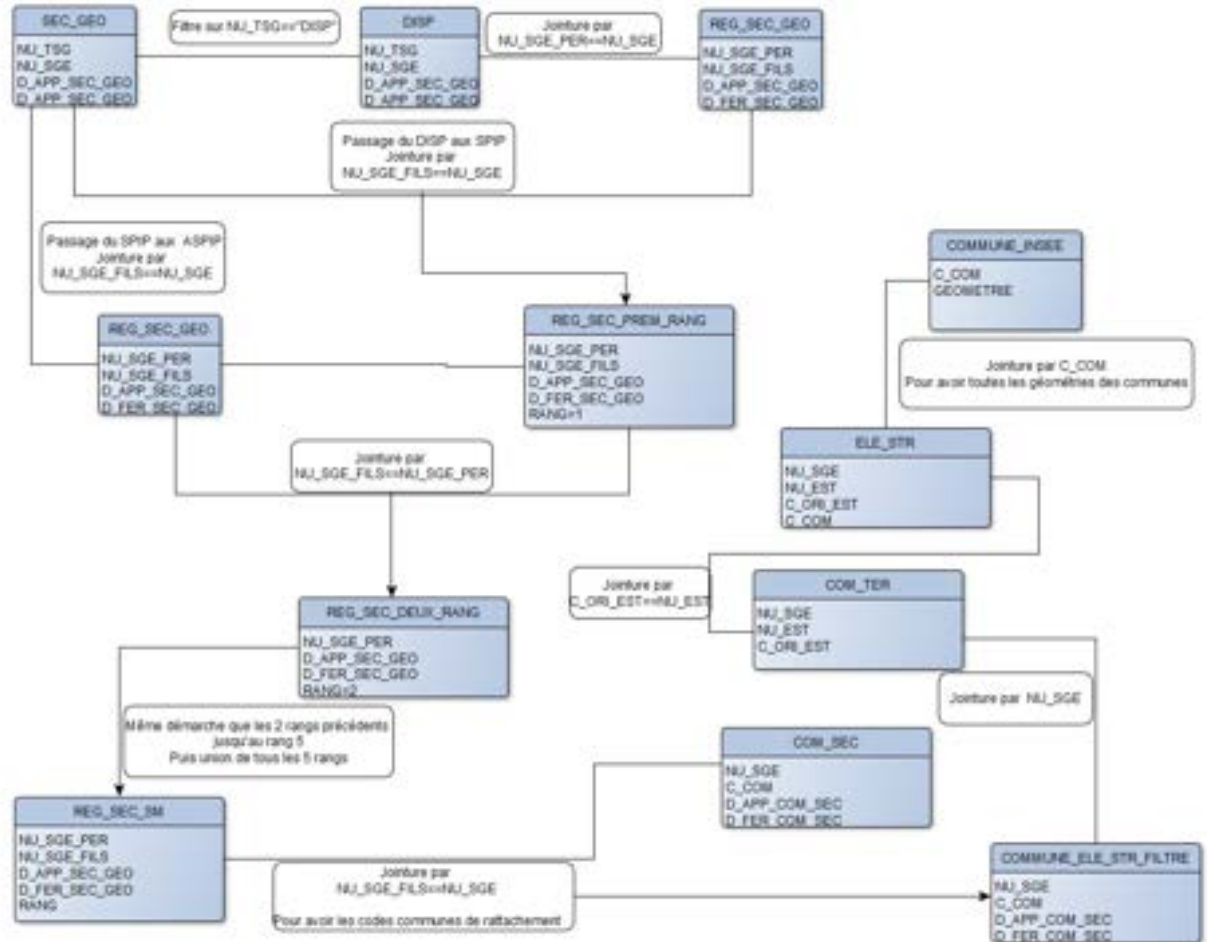 SEC_GEO
NU_TSG
NU_SGE
D_APP_SEC_GEO
D_APP_SEC_GEO
Filtre sur NU_TSG=="DISP"
DISP
NU_TSG
NU_SGE
D_APP_SEC_GEO
D_APP_SEC_GEO
Jointure par
NU_SGE_PER==NU_SGE
REG_SEC_GEO
NU_SGE_PER
NU_SGE_FILS
D_APP_SEC_GEO
D_FER_SEC_GEO
Passage du DISP aux SPIP
Jointure par
NU_SGE_FILS==NU_SGE
Passage du SPIP aux ASPIP
Jointure par
NU_SGE_FILS==NU_SGE
COMMUNE_INSEE
C_COM
GEOMETRIE
REG_SEC_GEO
NU_SGE_PER
NU_SGE_FILS
D_APP_SEC_GEO
D_FER_SEC_GEO
REG_SEC_PREM_RANG
NU_SGE_PER
NU_SGE_FILS
D_APP_SEC_GEO
D_FER_SEC_GEO
RANG=1
Jointure par C_COM
Pour avoir toutes les géométries des communes
Jointure par
NU_SGE_FILS==NU_SGE_PER
ELE_STR
NU_SGE
NU_EST
C_ORI_EST
C_COM
Jointure par
C_ORI_EST==NU_EST
COM_TER
NU_SGE
NU_EST
C_ORI_EST
REG_SEC_DEUX_RANG
NU_SGE_PER
D_APP_SEC_GEO
D_FER_SEC_GEO
RANG=2
Jointure par NU_SGE
Même démarche que les 2 rangs précédents
jusqu'au rang 5
Puis union de tous les 5 rangs
COM_SEC
NU_SGE
C_COM
D_APP_COM_SEC
D_FER_COM_SEC
REG_SEC_SM
NU_SGE_PER
NU_SGE_FILS
D_APP_SEC_GEO
D_FER_SEC_GEO
RANG
Jointure par
NU_SGE_FILS==NU_SGE
Pour avoir les codes communes de rattachement
COMMUNE_ELE_STR_FILTRE
NU_SGE
C_COM
D_APP_COM_SEC
D_FER_COM_SEC